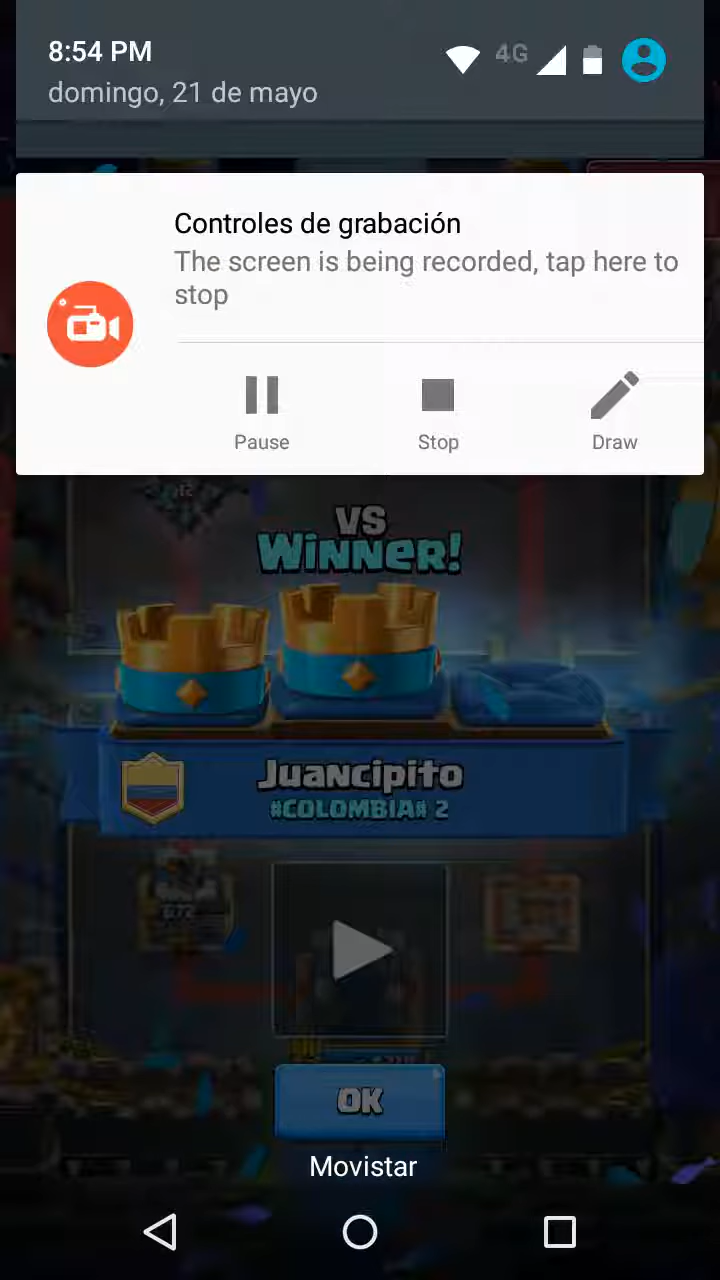 8:54 PM
4G
domingo, 21 de mayo
Controles de grabación
The screen is being recorded, tap here to
stop
Pause
Stop
Draw
VS
Winner!
Juancipito
#COLOMBIA# 2
OK
Movistar